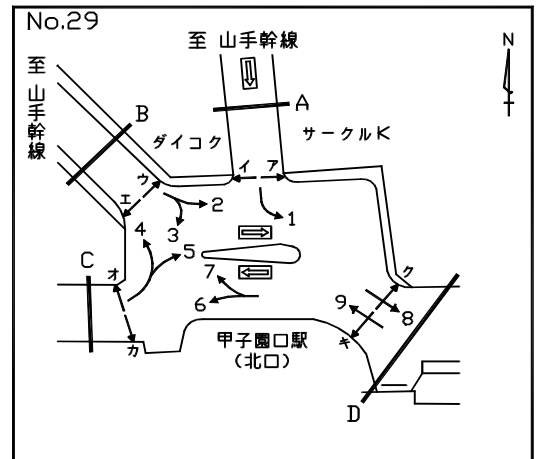 No.29
至 山手幹線
N
至 山手幹線
B
A
ダイコク
サークルK
イ ア
ウ
エ
2
1
3
4
5
C
7
オ
ク
6
9
8
カ
キ
甲子園口駅
(北口)
D